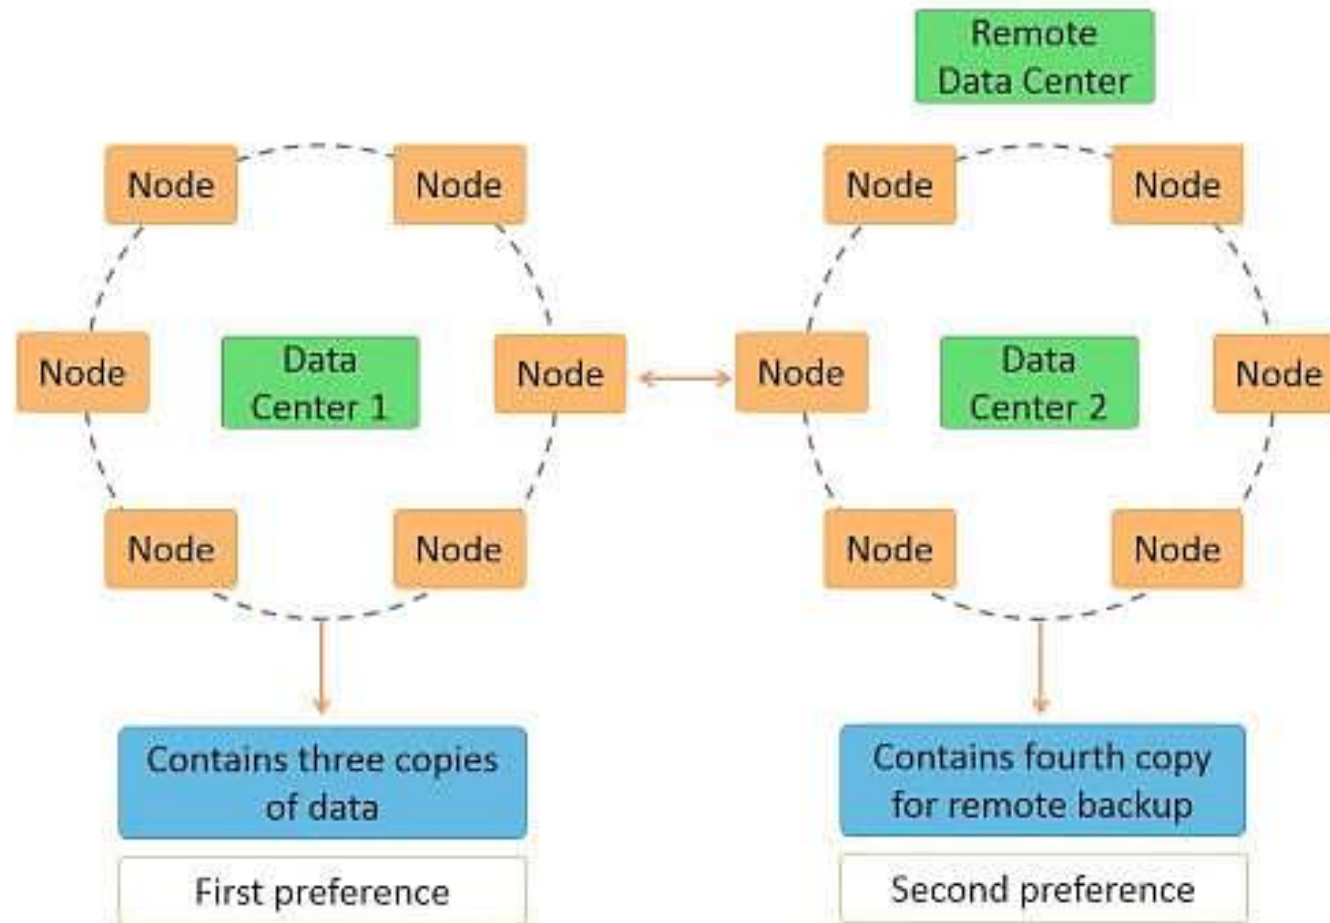 Remote
Data Center
Node
Node
Node
Node
Node
Data
Center 1
Node
Node
Data
Center 2
Node
Node
Node
Node
Node
Contains three copies
of data
Contains fourth copy
for remote backup
First preference
Second preference